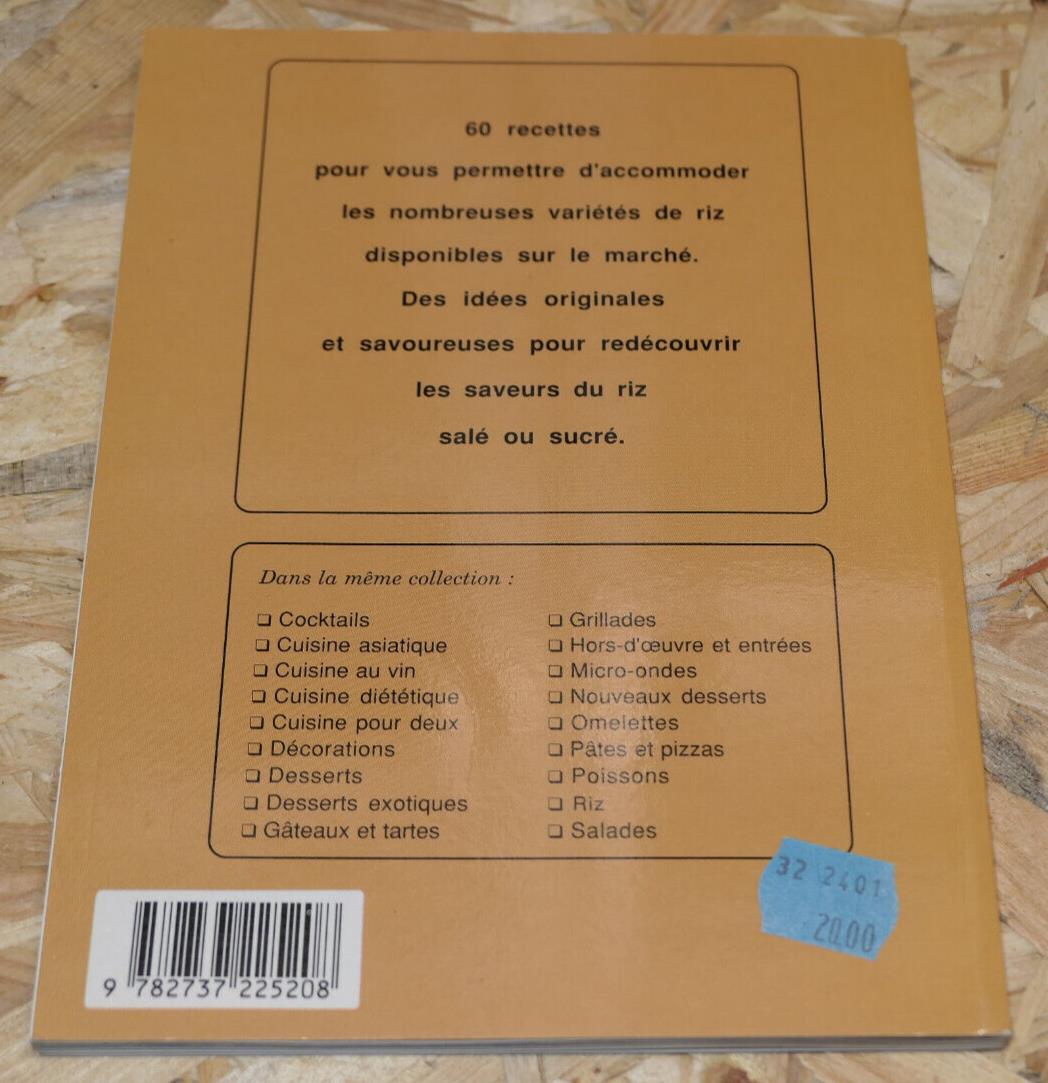 60 recettes
pour vous permettre d'accommoder
les nombreuses variétés de riz
disponibles sur le marché.
Des idées originales
et savoureuses pour redécouvrir
les saveurs du riz
salé ou sucré.
Dans la même collection :
❏ Cocktails
❏ Cuisine asiatique
❏ Cuisine au vin
❏ Cuisine diététique
❏ Cuisine pour deux
❏ Décorations
❏ Desserts
❏ Desserts exotiques
❏ Gâteaux et tartes
❏ Grillades
❏ Hors-d'œuvre et entrées
❏ Micro-ondes
❏ Nouveaux desserts
❏ Omelettes
❏ Pâtes et pizzas
❏ Poissons
❏ Riz
❏ Salades
32 2401
20.00
9 782737 225208